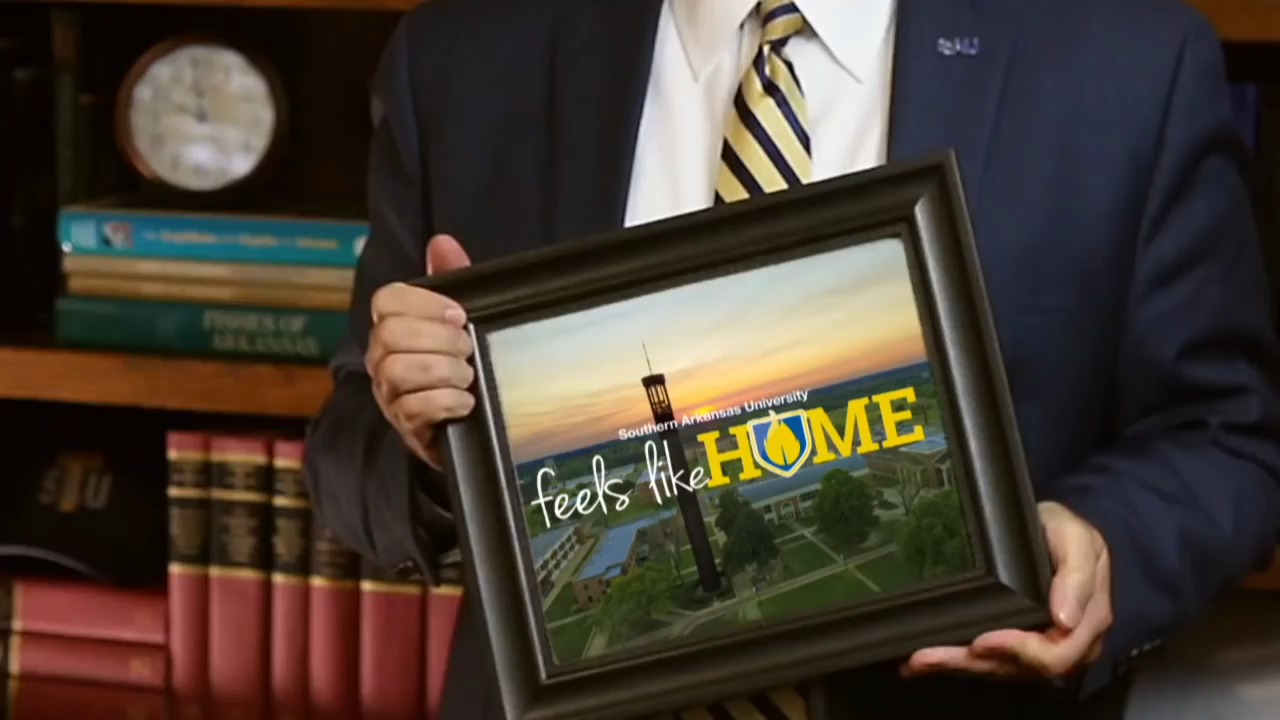 SAU
FISHES OF
ARKANSAS
Southern Arkansas University
feels like HOME